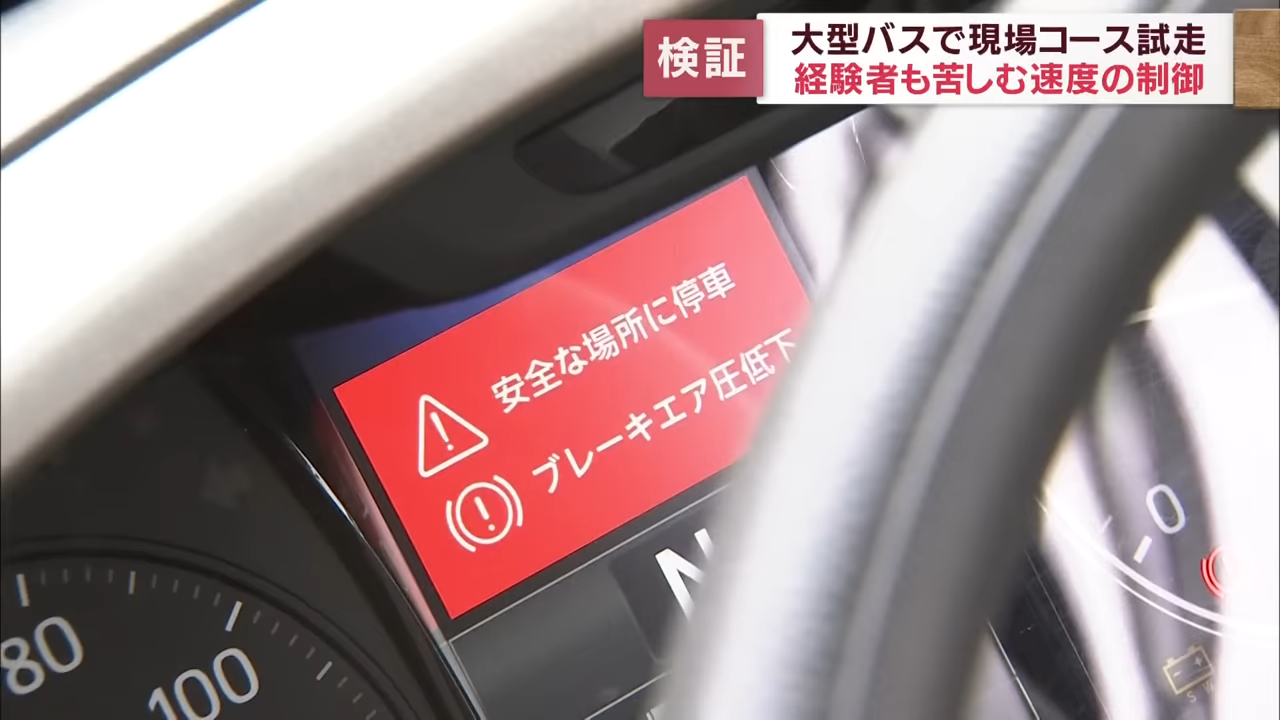 検証
大型バスで現場コース試走
経験者も苦しむ速度の制御
安全な場所に停車
ブレーキエア圧低下
N
80
100
0